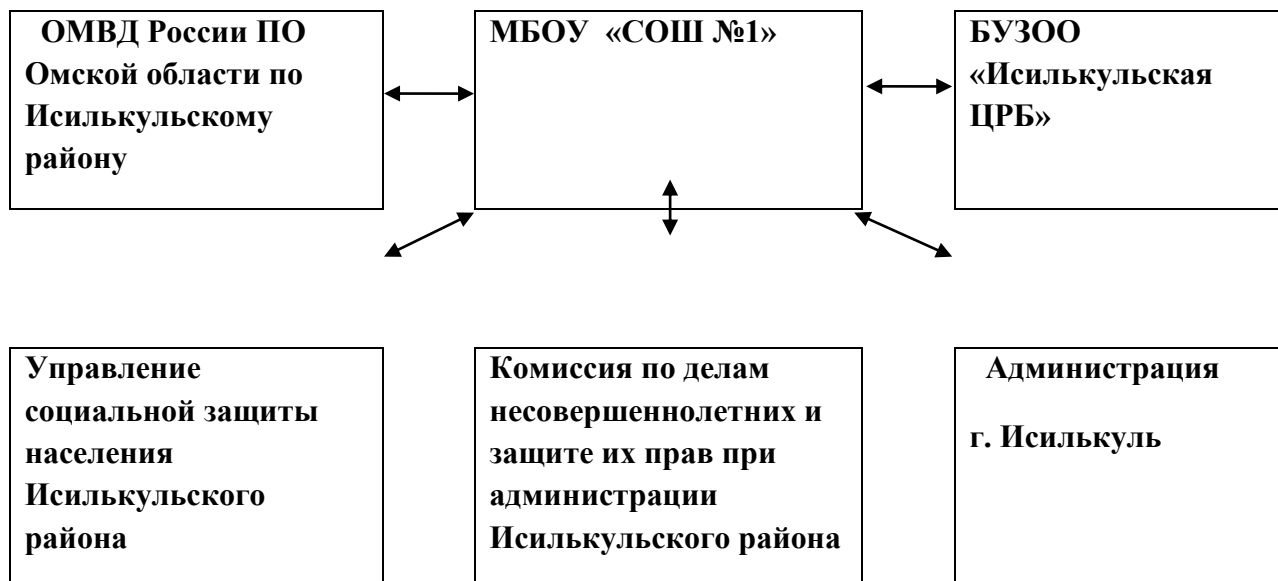 ОМВД России ПО
Омской области по
Исилькульскому
району
МБОУ «СОШ №1»
БУЗОО
«Исилькульская
ЦРБ»
Управление
социальной защиты
населения
Исилькульского
района
Комиссия по делам
несовершеннолетних и
защите их прав при
администрации
Исилькульского района
Администрация
г. Исилькуль